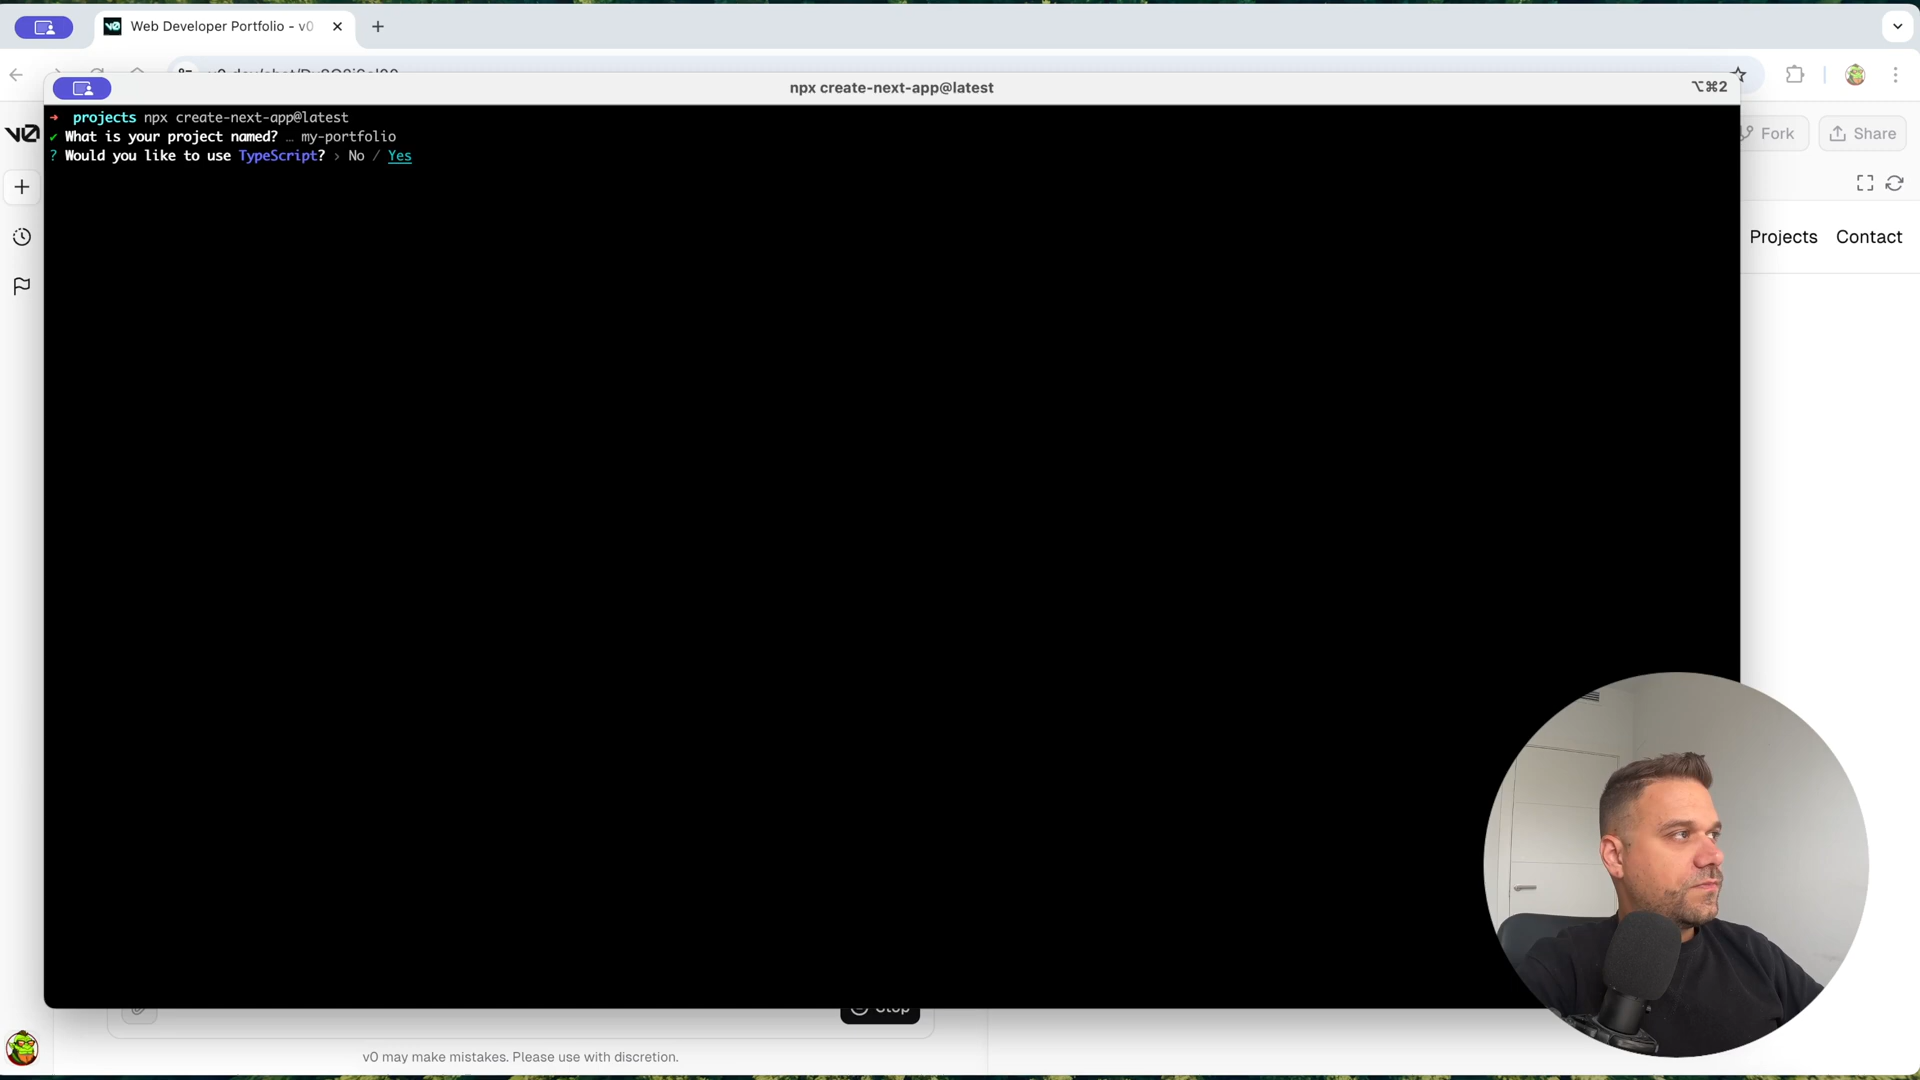 Web Developer Portfolio - v0
npx create-next-app@latest
⌥⌘2
→ projects npx create-next-app@latest
✔ What is your project named? … my-portfolio
? Would you like to use TypeScript? › No / Yes
v0
Fork
Share
Projects
Contact
Stop
v0 may make mistakes. Please use with discretion.